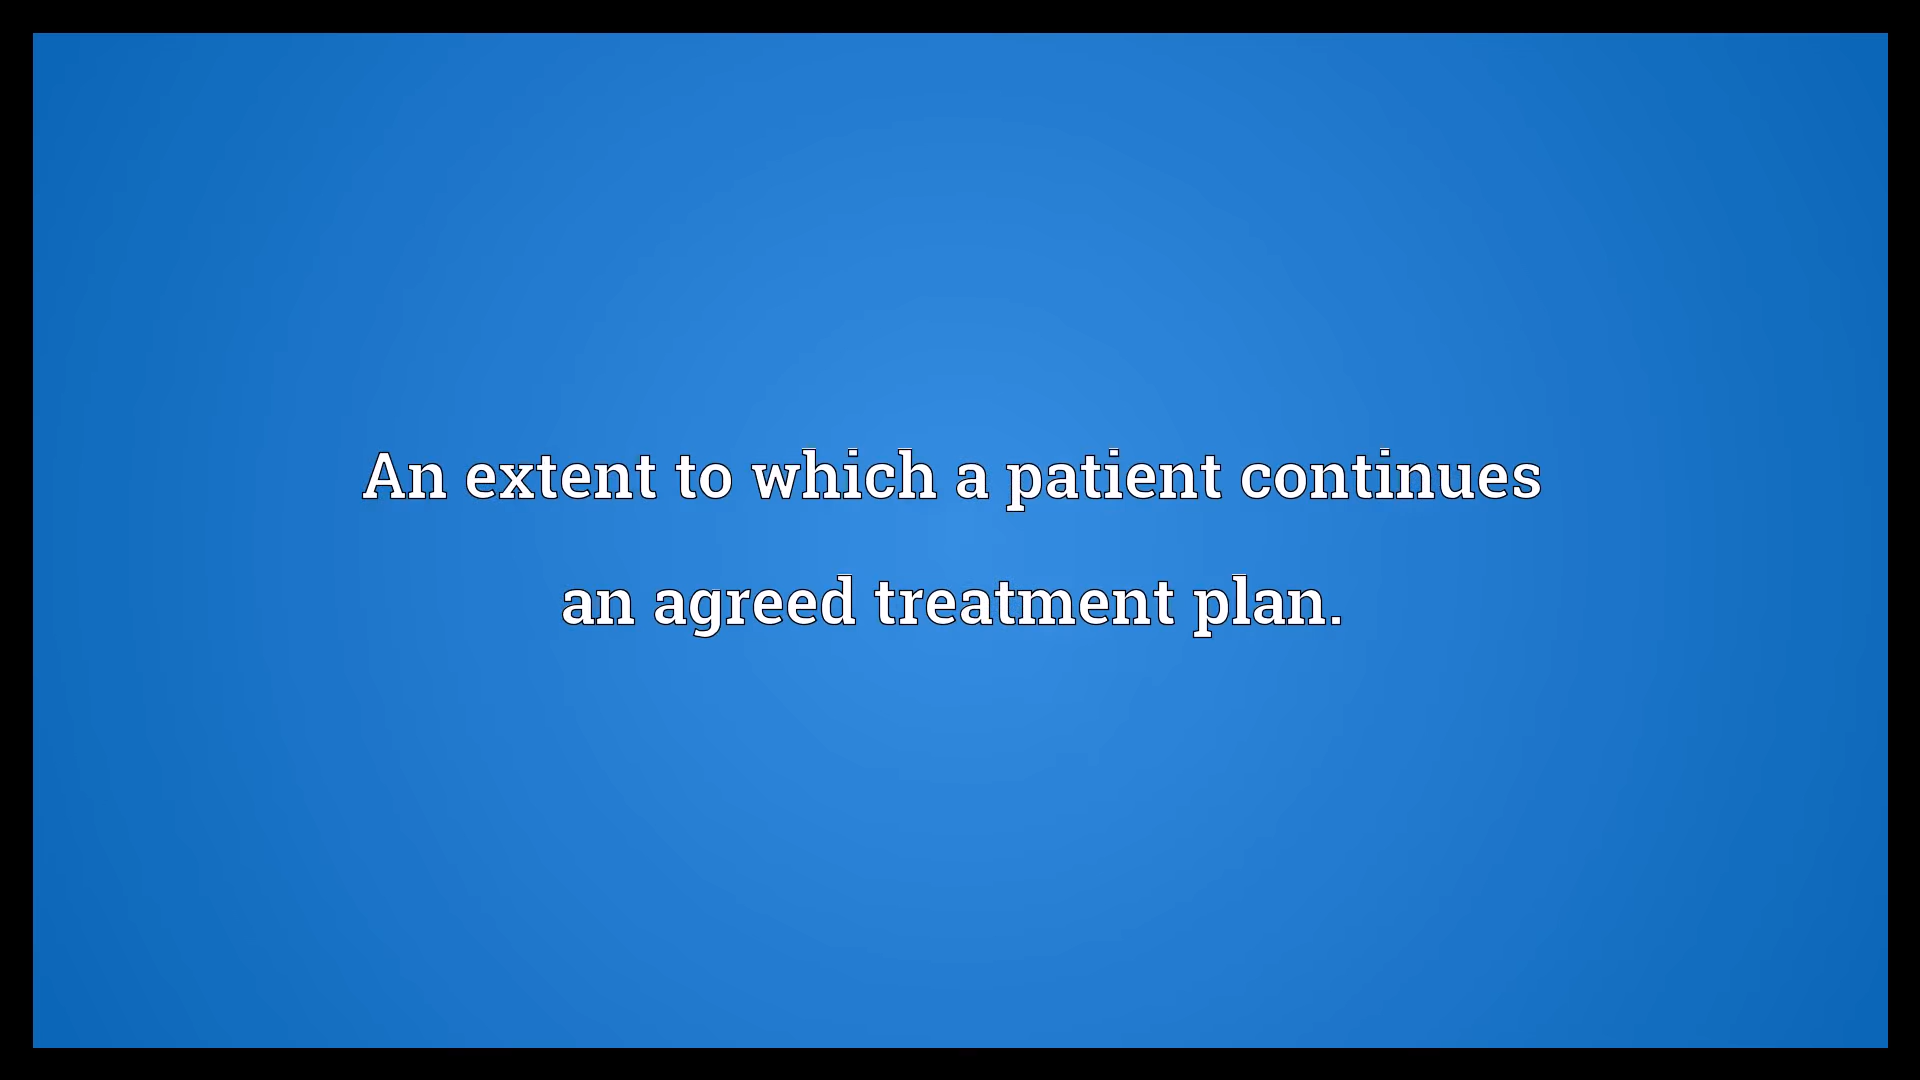 An extent to which a patient continues
an agreed treatment plan.